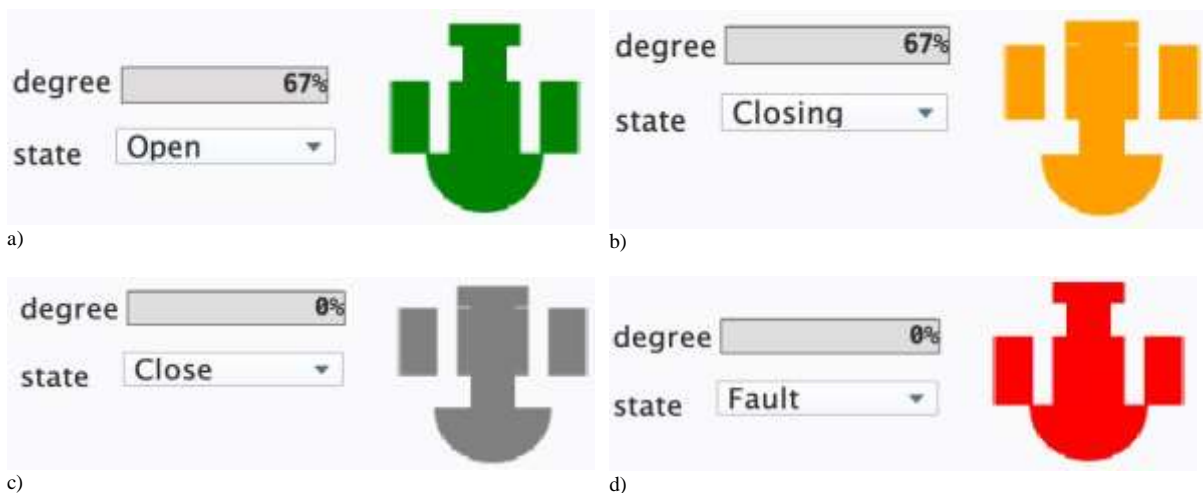 degree 67%
state Open
a)
degree 67%
state Closing
b)
degree 0%
state Close
c)
degree 0%
state Fault
d)